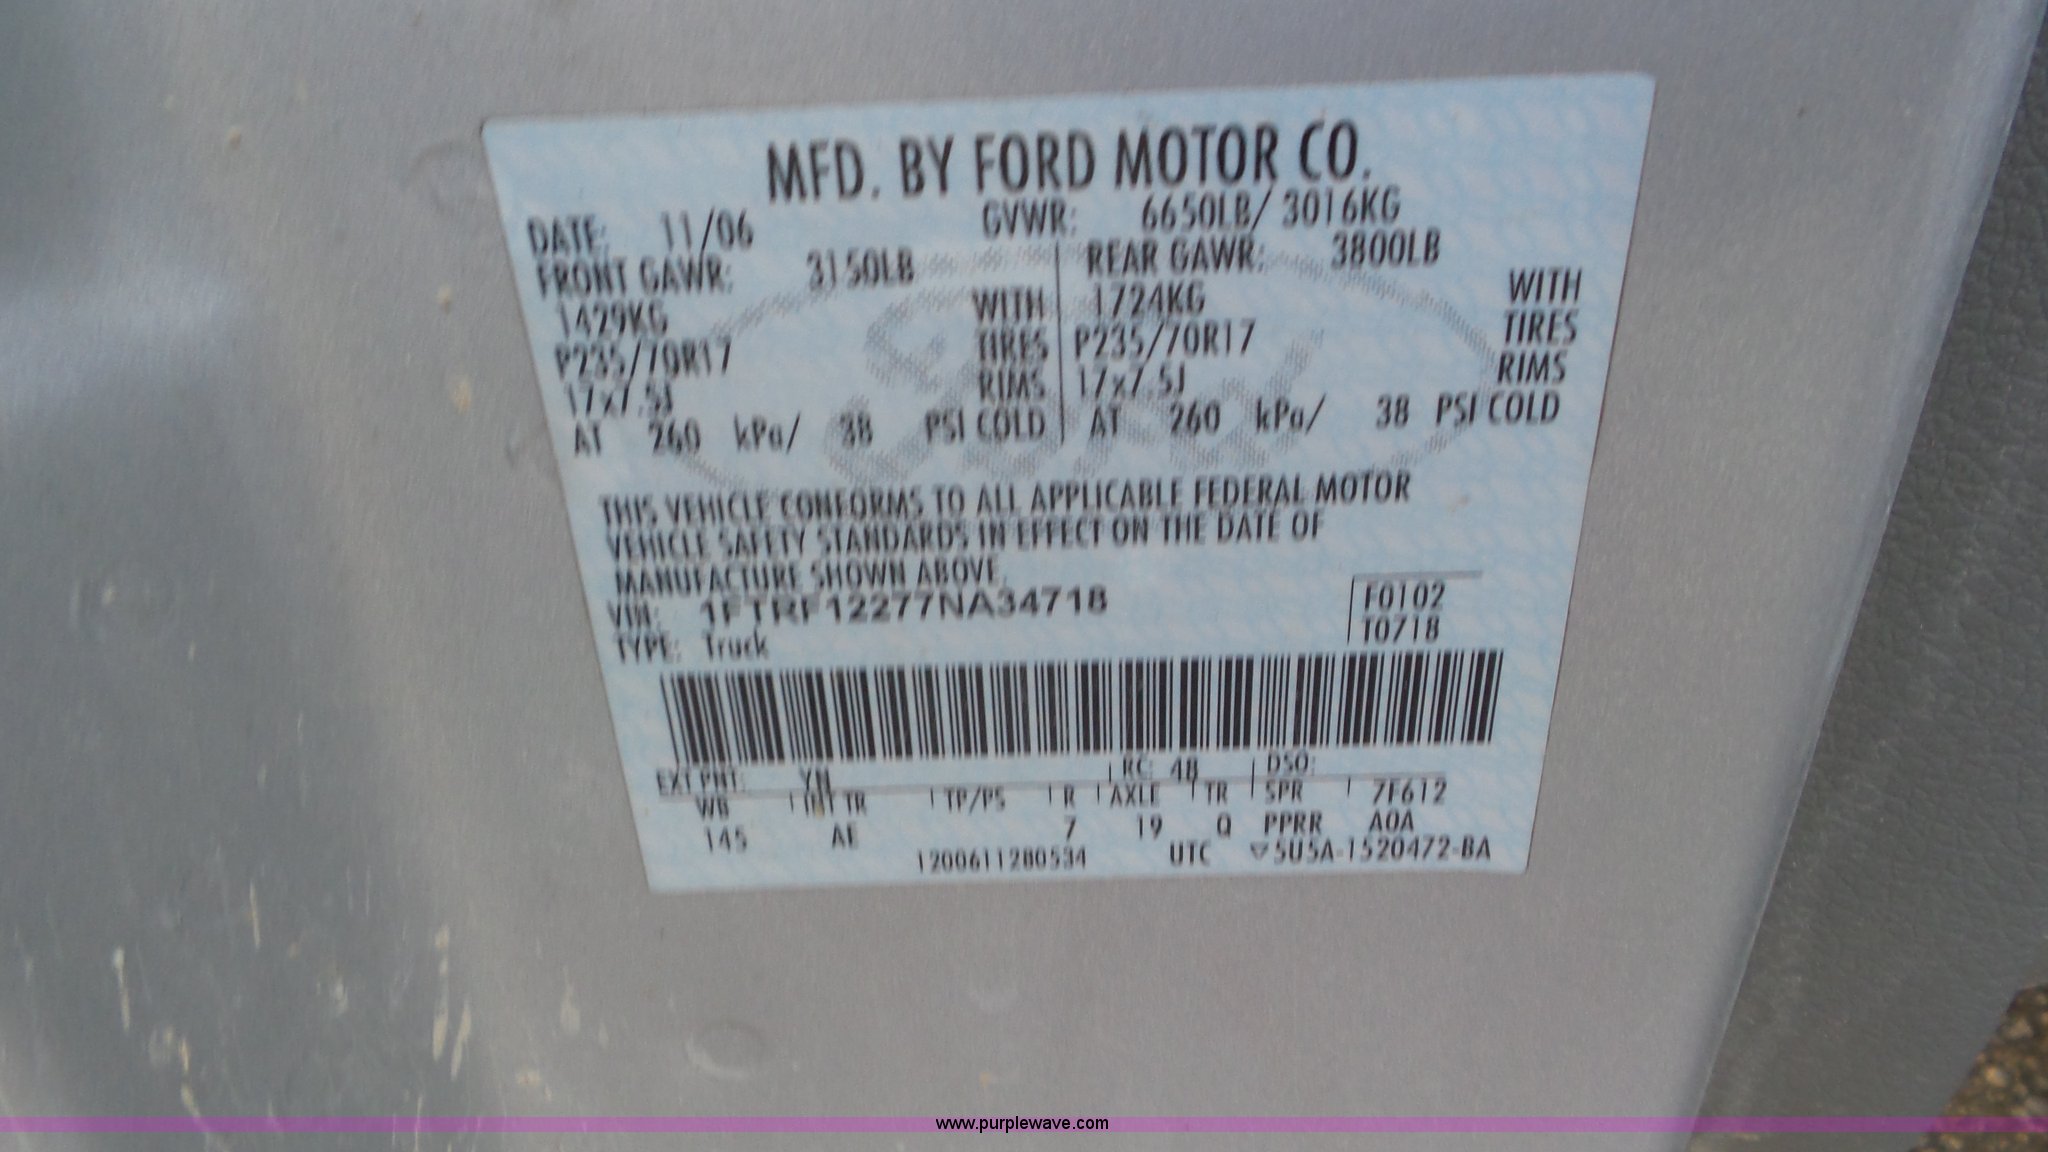 MFD. BY FORD MOTOR CO.
DATE: 11/06 GVWR: 6650LB/ 3016KG
FRONT GAWR: 3150LB REAR GAWR: 3800LB
1429KG WITH 1724KG WITH
P235/70R17 TIRES P235/70R17 TIRES
17x7.5J RIMS 17x7.5J RIMS
AT 260 kPa/ 38 PSI COLD AT 260 kPa/ 38 PSI COLD
THIS VEHICLE CONFORMS TO ALL APPLICABLE FEDERAL MOTOR
VEHICLE SAFETY STANDARDS IN EFFECT ON THE DATE OF
MANUFACTURE SHOWN ABOVE.
VIN: 1FTRF12277NA34718 F0102
TYPE: Truck T0718
EXT PNT: YN RC: 48 DSO:
WB INT TR TP/PS R AXLE TR SPR 7F612
145 AE 7 19 Q PPRR A0A
1200611280534 UTC ▽5U5A-1520472-BA
Ford
www.purplewave.com